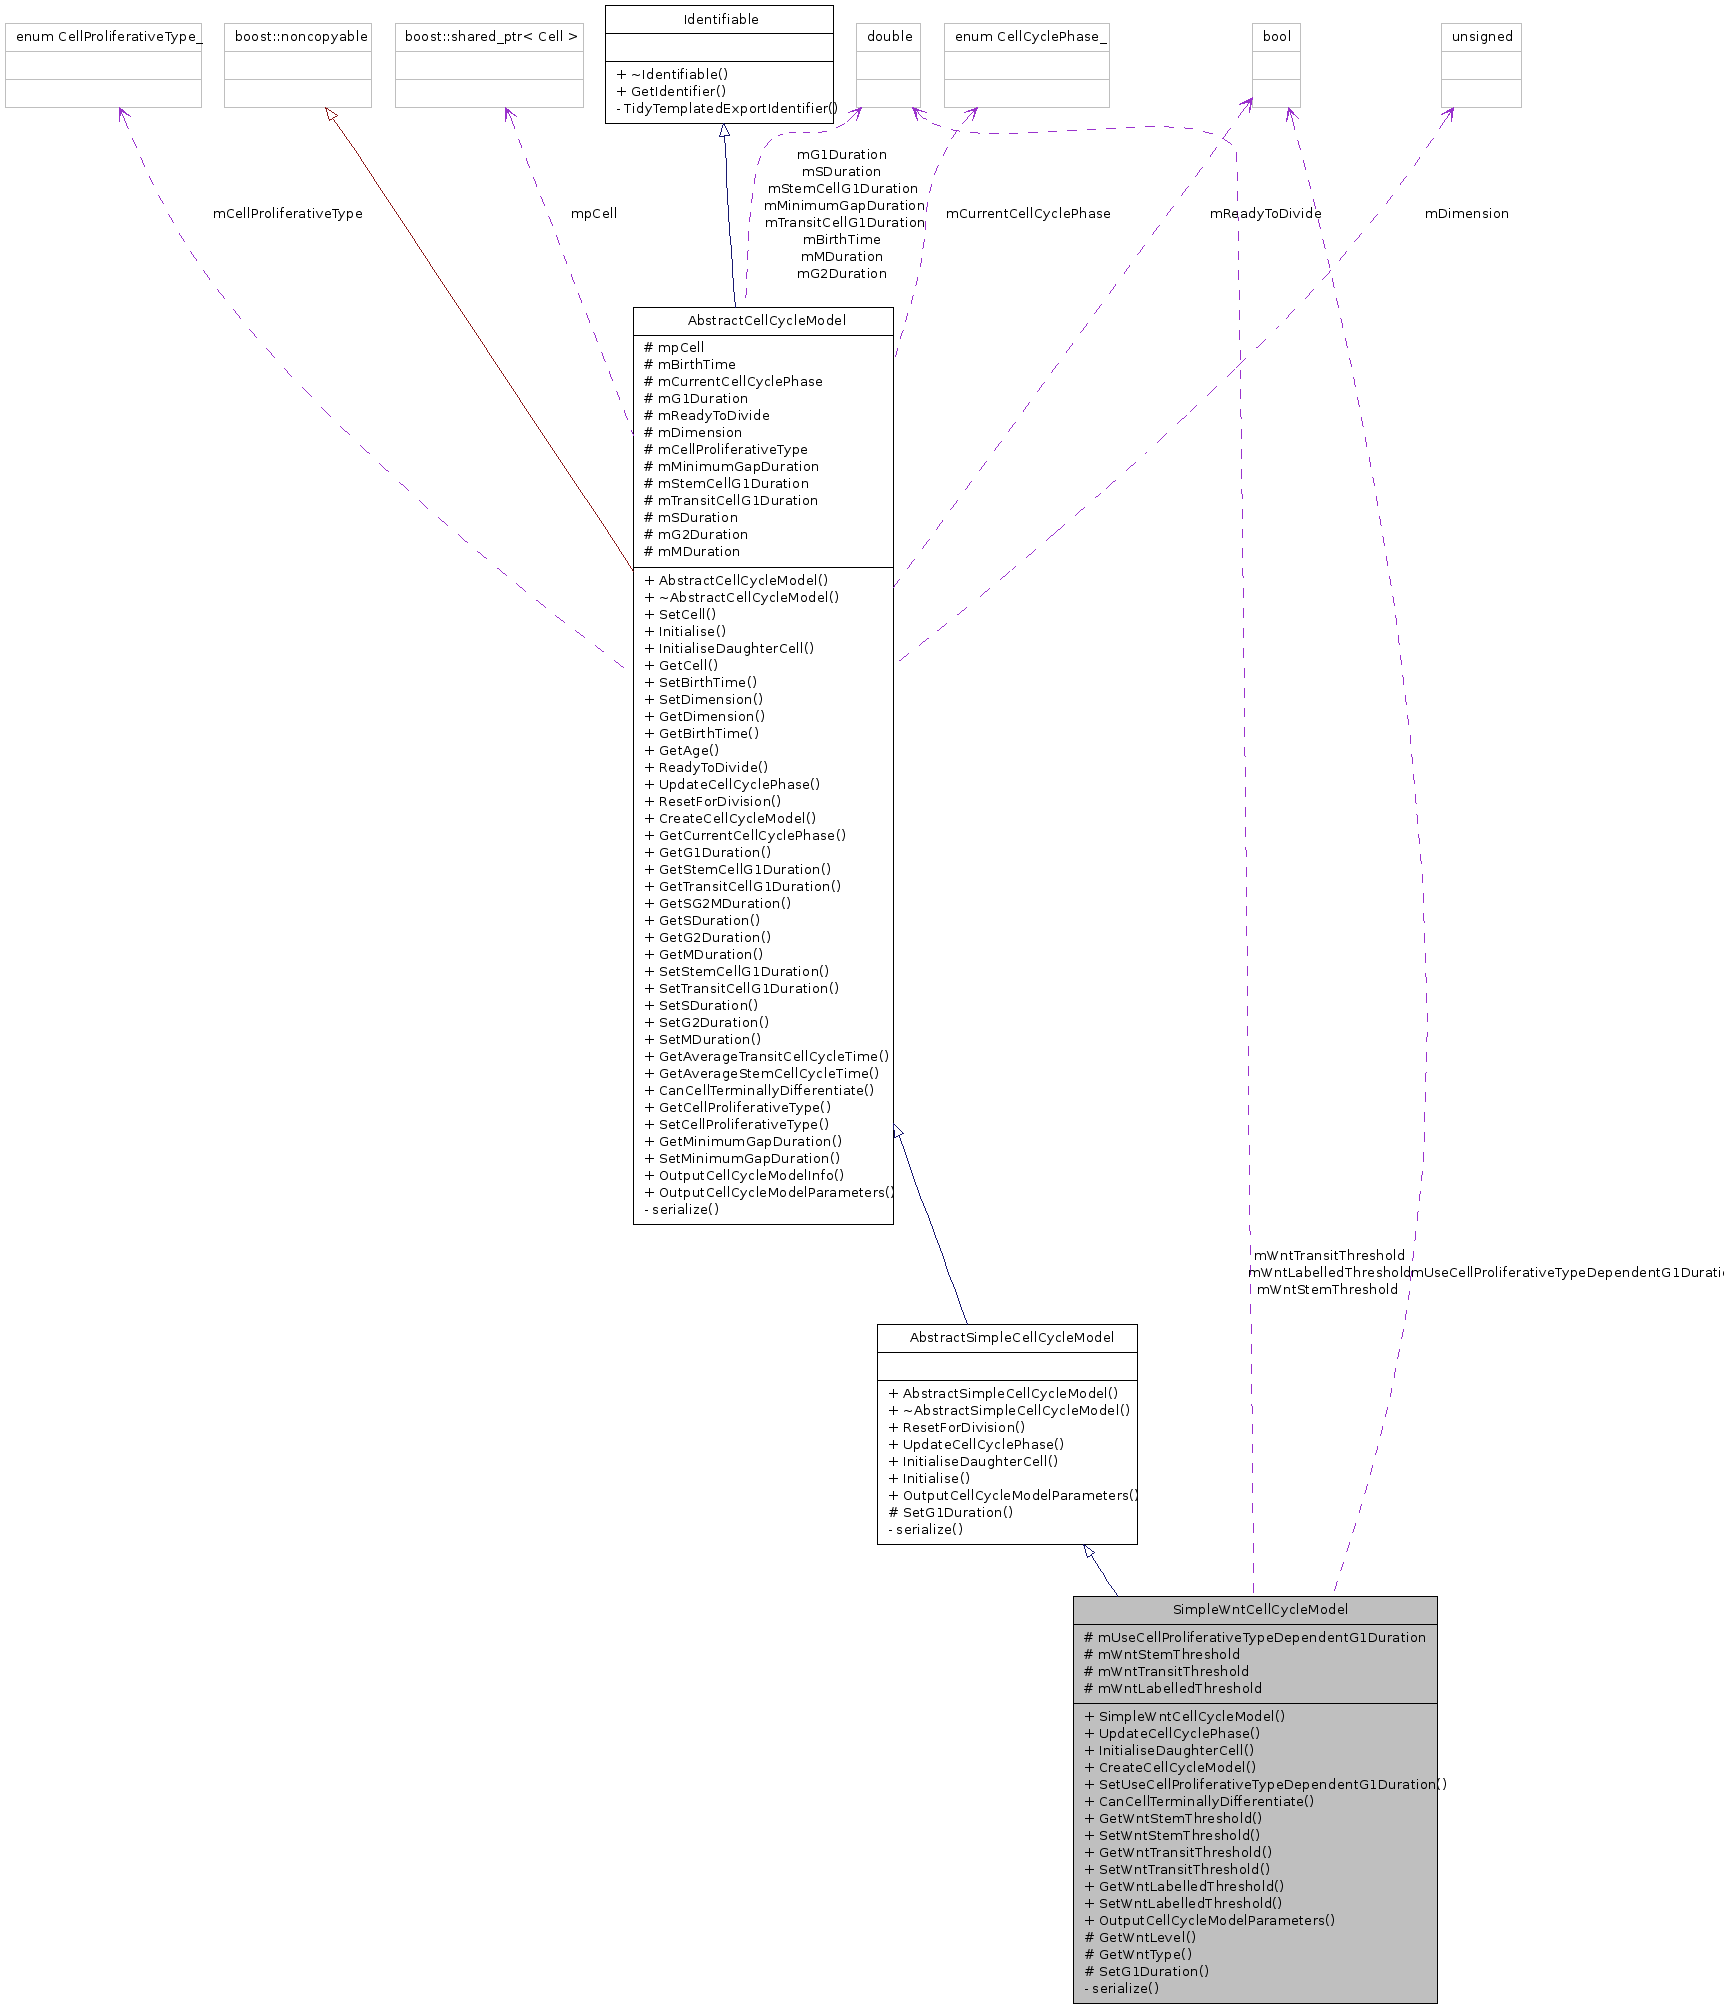 enum CellProliferativeType_
boost::noncopyable
boost::shared_ptr< Cell >
Identifiable
+ ~Identifiable()
+ GetIdentifier()
- TidyTemplatedExportIdentifier()
double
enum CellCyclePhase_
bool
unsigned
mCellProliferativeType
mpCell
mG1Duration
mSDuration
mStemCellG1Duration
mMinimumGapDuration
mTransitCellG1Duration
mBirthTime
mMDuration
mG2Duration
mCurrentCellCyclePhase
mReadyToDivide
mDimension
AbstractCellCycleModel
# mpCell
# mBirthTime
# mCurrentCellCyclePhase
# mG1Duration
# mReadyToDivide
# mDimension
# mCellProliferativeType
# mMinimumGapDuration
# mStemCellG1Duration
# mTransitCellG1Duration
# mSDuration
# mG2Duration
# mMDuration
+ AbstractCellCycleModel()
+ ~AbstractCellCycleModel()
+ SetCell()
+ Initialise()
+ InitialiseDaughterCell()
+ GetCell()
+ SetBirthTime()
+ SetDimension()
+ GetDimension()
+ GetBirthTime()
+ GetAge()
+ ReadyToDivide()
+ UpdateCellCyclePhase()
+ ResetForDivision()
+ CreateCellCycleModel()
+ GetCurrentCellCyclePhase()
+ GetG1Duration()
+ GetStemCellG1Duration()
+ GetTransitCellG1Duration()
+ GetSG2MDuration()
+ GetSDuration()
+ GetG2Duration()
+ GetMDuration()
+ SetStemCellG1Duration()
+ SetTransitCellG1Duration()
+ SetSDuration()
+ SetG2Duration()
+ SetMDuration()
+ GetAverageTransitCellCycleTime()
+ GetAverageStemCellCycleTime()
+ CanCellTerminallyDifferentiate()
+ GetCellProliferativeType()
+ SetCellProliferativeType()
+ GetMinimumGapDuration()
+ SetMinimumGapDuration()
+ OutputCellCycleModelInfo()
+ OutputCellCycleModelParameters()
- serialize()
mWntTransitThreshold
mWntLabelledThreshold
mWntStemThreshold
mUseCellProliferativeTypeDependentG1Durati
AbstractSimpleCellCycleModel
+ AbstractSimpleCellCycleModel()
+ ~AbstractSimpleCellCycleModel()
+ ResetForDivision()
+ UpdateCellCyclePhase()
+ InitialiseDaughterCell()
+ Initialise()
+ OutputCellCycleModelParameters()
# SetG1Duration()
- serialize()
SimpleWntCellCycleModel
# mUseCellProliferativeTypeDependentG1Duration
# mWntStemThreshold
# mWntTransitThreshold
# mWntLabelledThreshold
+ SimpleWntCellCycleModel()
+ UpdateCellCyclePhase()
+ InitialiseDaughterCell()
+ CreateCellCycleModel()
+ SetUseCellProliferativeTypeDependentG1Duration()
+ CanCellTerminallyDifferentiate()
+ GetWntStemThreshold()
+ SetWntStemThreshold()
+ GetWntTransitThreshold()
+ SetWntTransitThreshold()
+ GetWntLabelledThreshold()
+ SetWntLabelledThreshold()
+ OutputCellCycleModelParameters()
# GetWntLevel()
# GetWntType()
# SetG1Duration()
- serialize()